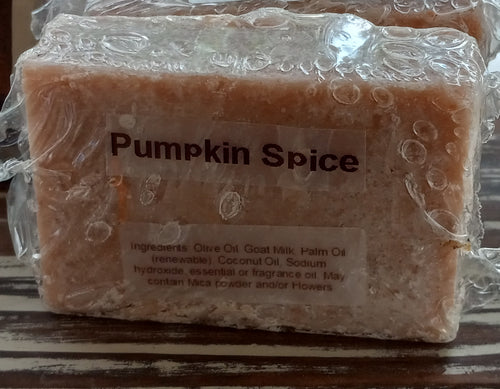 Pumpkin Spice
Ingredients: Olive Oil, Goat Milk, Palm Oil
(renewable), Coconut Oil, Sodium
hydroxide, essential or fragrance oil. May
contain Mica powder and/or Flowers